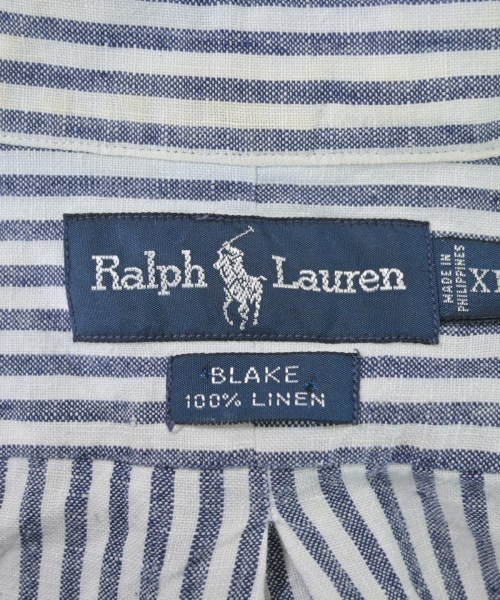 Ralph Lauren
MADE IN
PHILIPPINES
BLAKE
100% LINEN